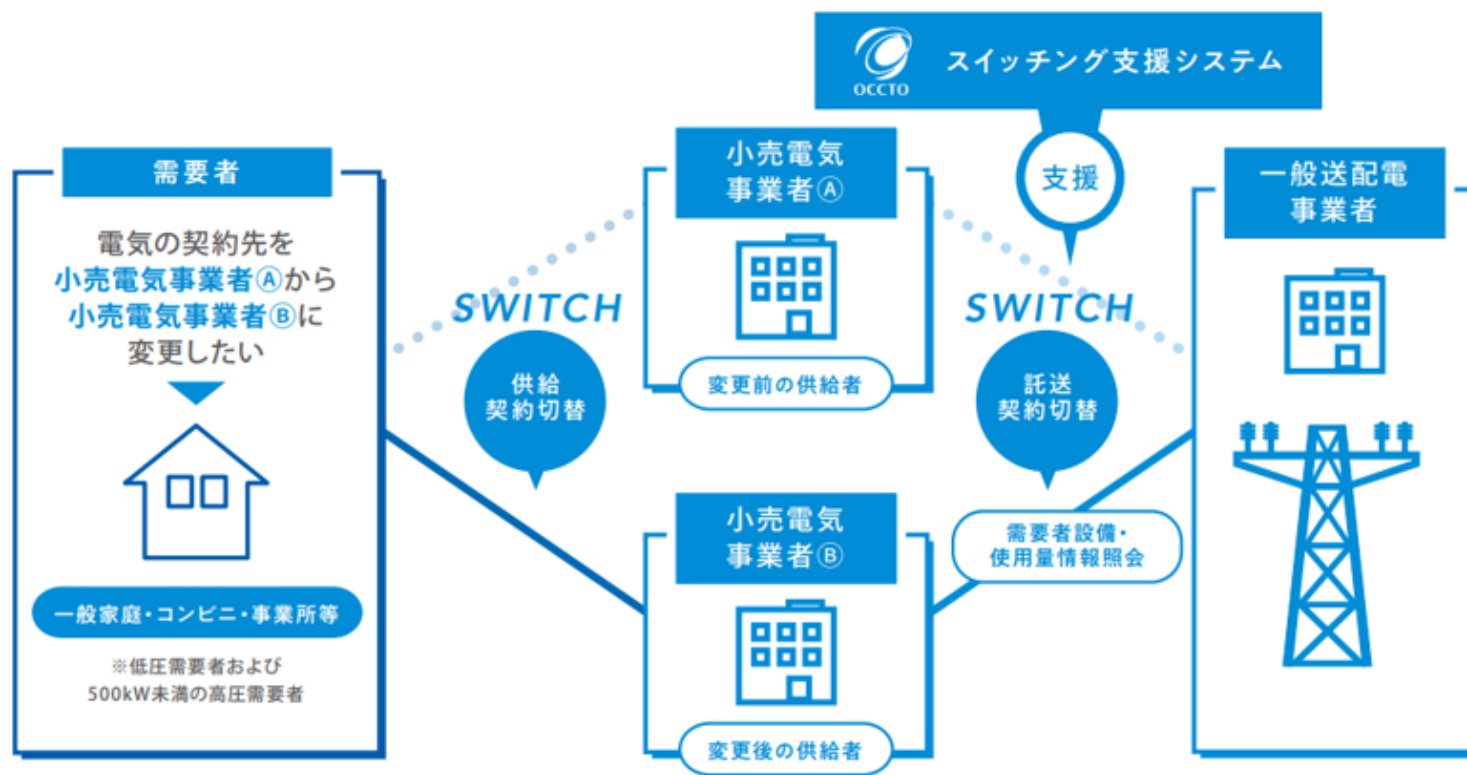 OCCTO
スイッチング支援システム
支援
需要者
電気の契約先を
小売電気事業者Ⓐから
小売電気事業者Ⓑに
変更したい
一般家庭・コンビニ・事業所等
※低圧需要者および
500kW未満の高圧需要者
SWITCH
供給
契約切替
小売電気
事業者Ⓐ
変更前の供給者
小売電気
事業者Ⓑ
変更後の供給者
SWITCH
託送
契約切替
需要者設備・
使用量情報照会
一般送配電
事業者